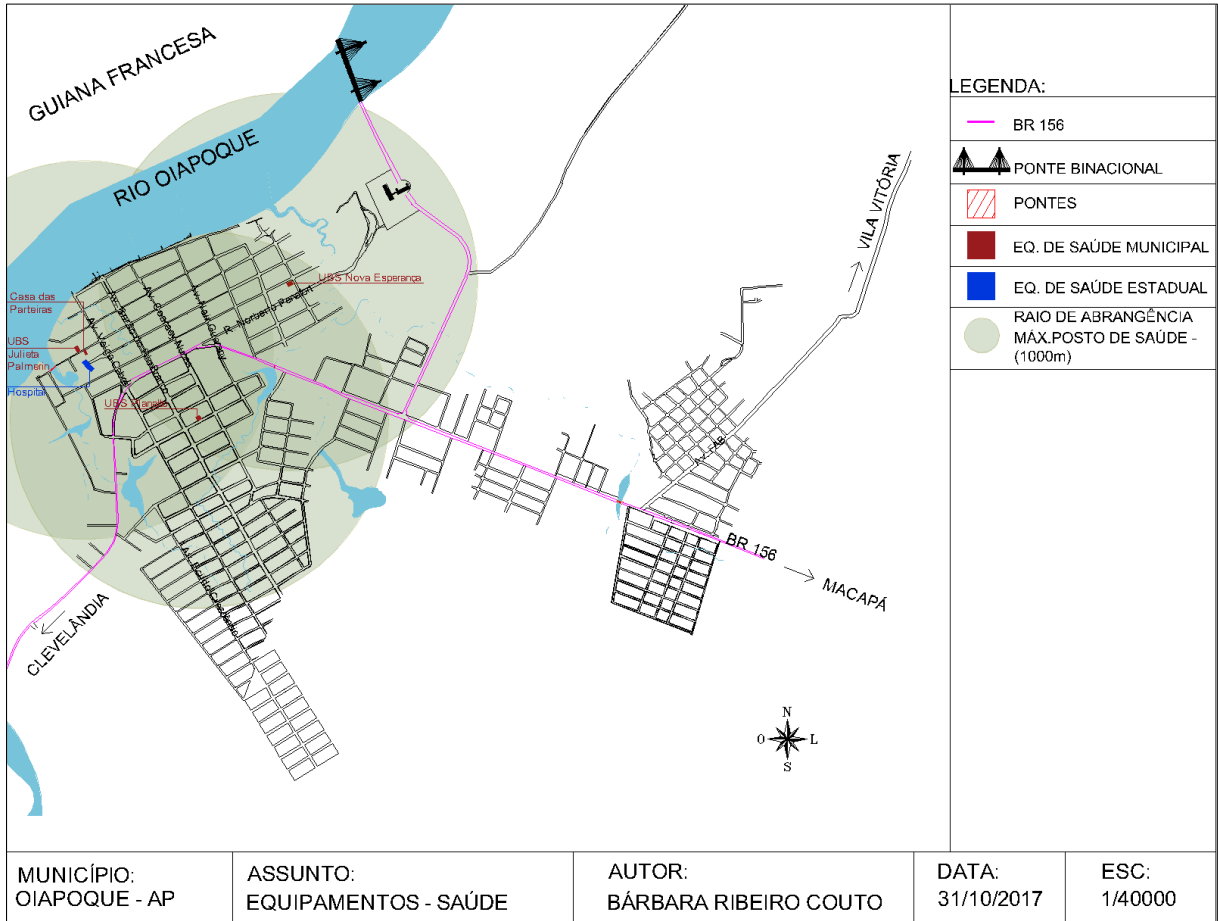 GUIANA FRANCESA
RIO OIAPOQUE
VILA VITÓRIA
UBS Nova Esperança
R. Norberto Penafort
Casa das
Parteiras
UBS
Julieta
Palmerin
Hospital
UBS Planalto
AV. FAB
BR 156
MACAPÁ
CLEVELÂNDIA
N
O
L
S
LEGENDA:
BR 156
PONTE BINACIONAL
PONTES
EQ. DE SAÚDE MUNICIPAL
EQ. DE SAÚDE ESTADUAL
RAIO DE ABRANGÊNCIA
MÁX.POSTO DE SAÚDE -
(1000m)
MUNICÍPIO:
OIAPOQUE - AP
ASSUNTO:
EQUIPAMENTOS - SAÚDE
AUTOR:
BÁRBARA RIBEIRO COUTO
DATA:
31/10/2017
ESC:
1/40000